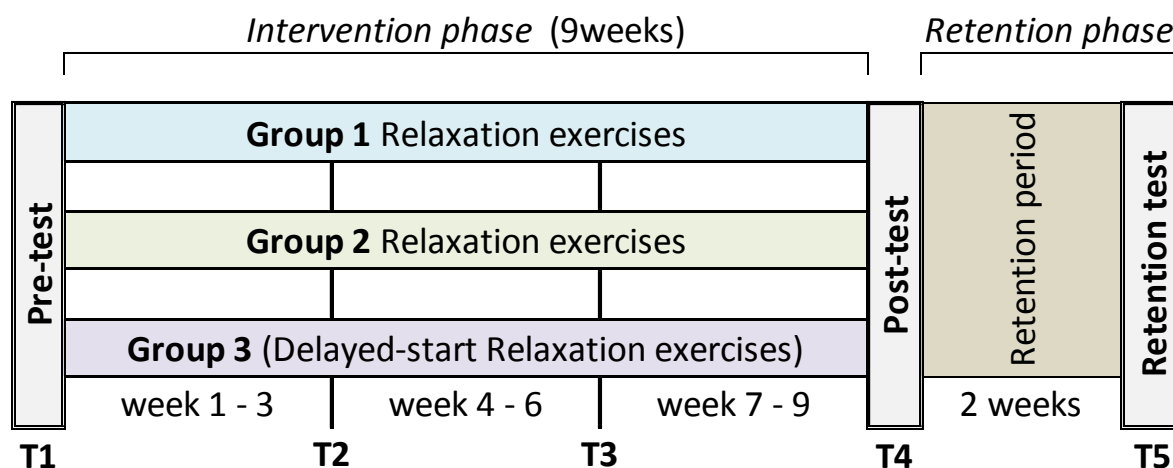 Intervention phase (9weeks)
Retention phase
Pre-test
Group 1 Relaxation exercises
Group 2 Relaxation exercises
Group 3 (Delayed-start Relaxation exercises)
week 1 - 3
week 4 - 6
week 7 - 9
Post-test
Retention period
2 weeks
Retention test
T1
T2
T3
T4
T5